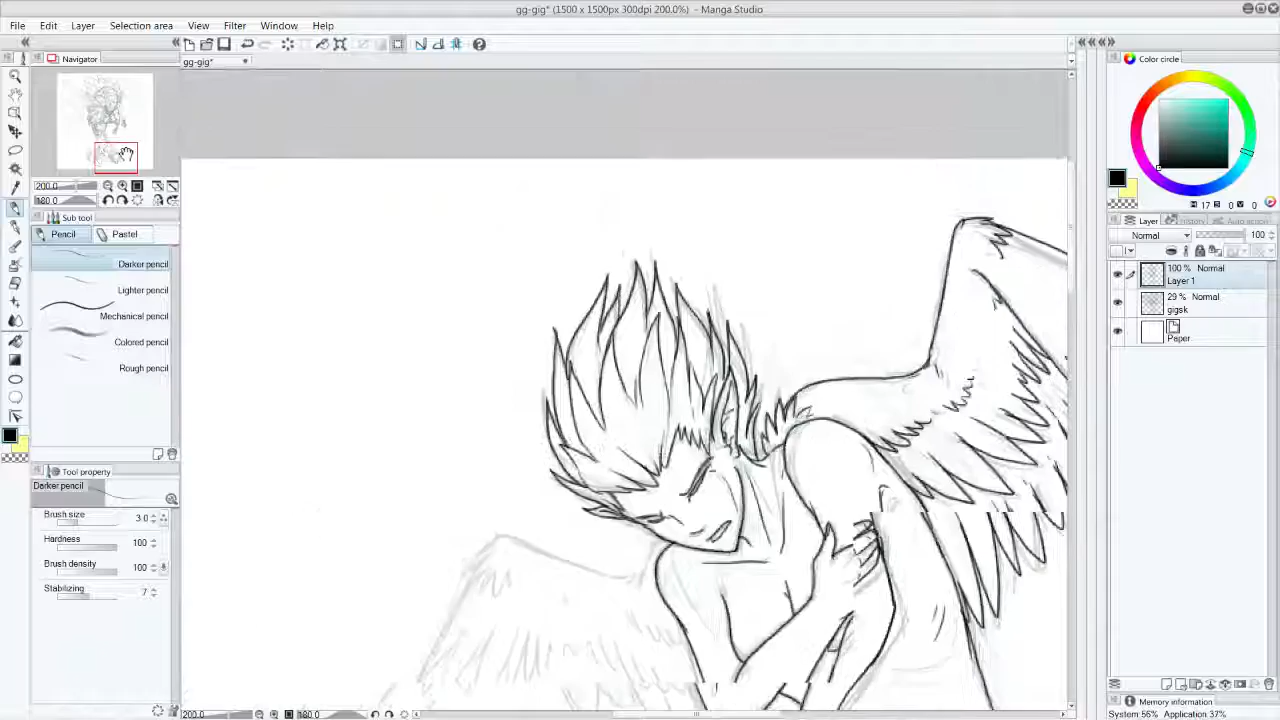 gg-gig* (1500 x 1500px 300dpi 200.0%) - Manga Studio
File Edit Layer Selection area View Filter Window Help
Navigator
gg-gig*
Color circle
200.0
180.0
Sub tool
Pencil Pastel
Darker pencil
Lighter pencil
Mechanical pencil
Colored pencil
Rough pencil
Tool property
Darker pencil
Brush size 3.0
Hardness 100
Brush density 100
Stabilizing 7
H 17 S 0 V 0
Layer History Auto action
Normal 100
100 % Normal
Layer 1
29 % Normal
gigsk
Paper
200.0 180.0
Memory information
System 56% Application 37%